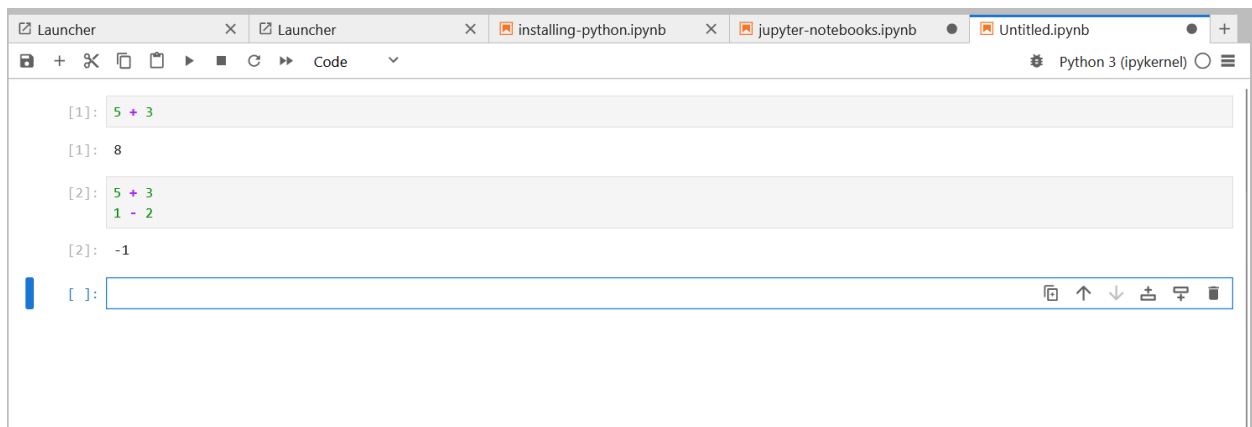 Launcher Launcher installing-python.ipynb jupyter-notebooks.ipynb Untitled.ipynb
Code Python 3 (ipykernel)
[1]: 5 + 3
[1]: 8
[2]: 5 + 3
1 - 2
[2]: -1
[ ]: